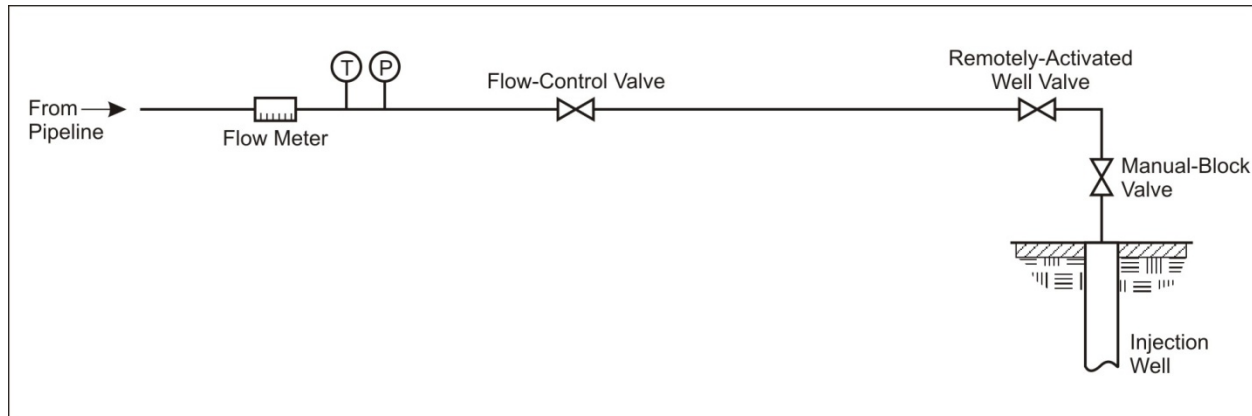 T
P
Flow-Control Valve
Remotely-Activated
Well Valve
From
Pipeline
Flow Meter
Manual-Block
Valve
Injection
Well